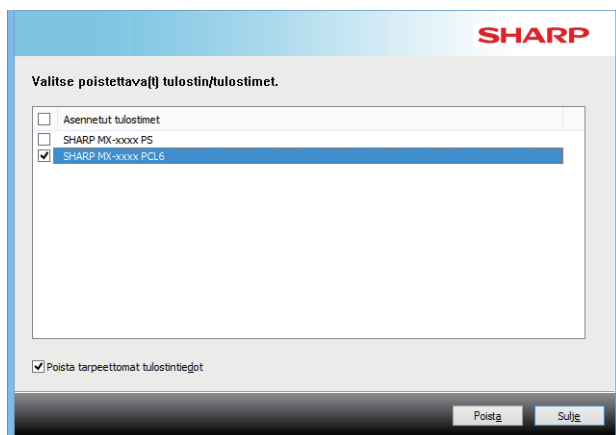 SHARP
Valitse poistettava(t) tulostin/tulostimet.
Asennetut tulostimet
SHARP MX-xxxx PS
SHARP MX-xxxx PCL6
Poista tarpeettomat tulostintiedot
Poista
Sulje